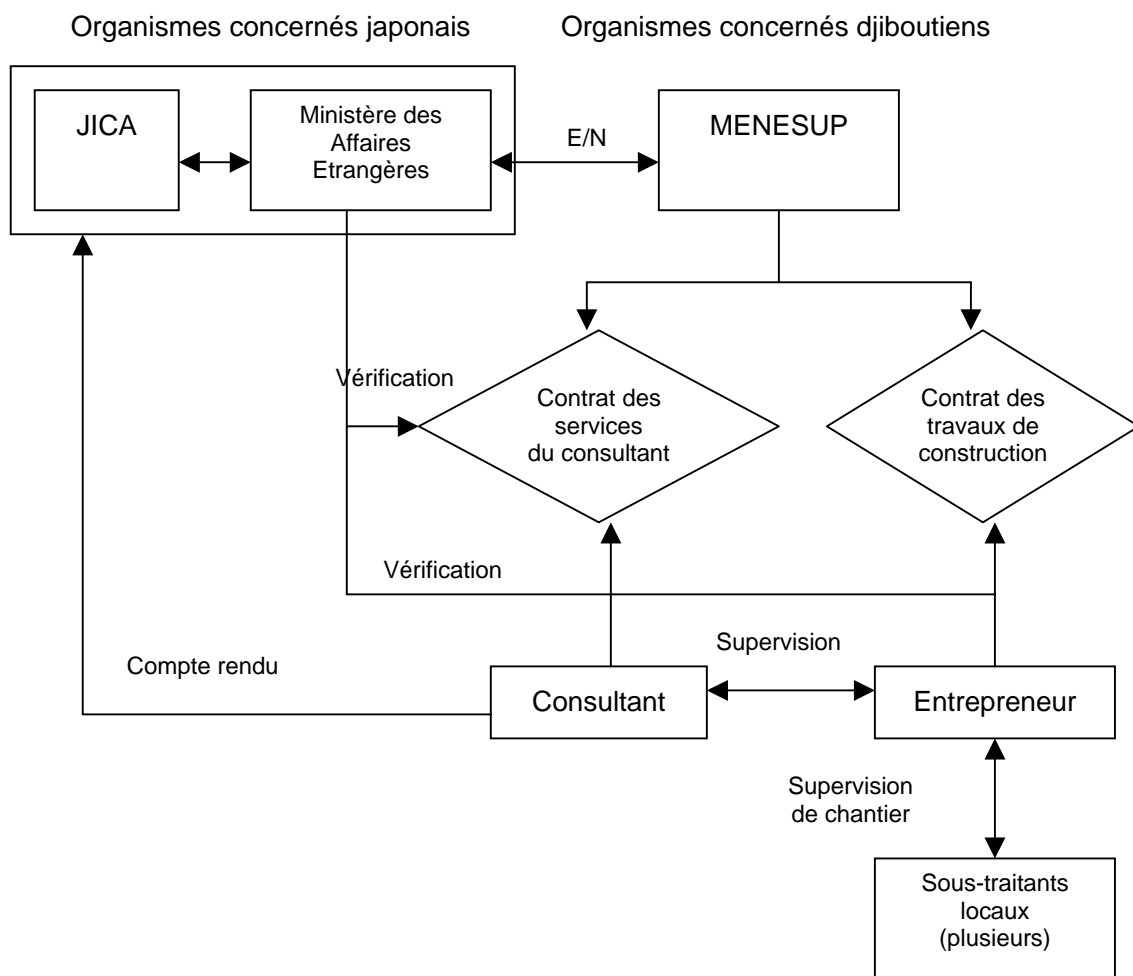 Organismes concernés japonais
Organismes concernés djiboutiens
JICA
Ministère des
Affaires
Etrangères
E/N
MENESUP
Vérification
Contrat des
services
du consultant
Contrat des
travaux de
construction
Vérification
Compte rendu
Supervision
Consultant
Entrepreneur
Supervision
de chantier
Sous-traitants
locaux
(plusieurs)